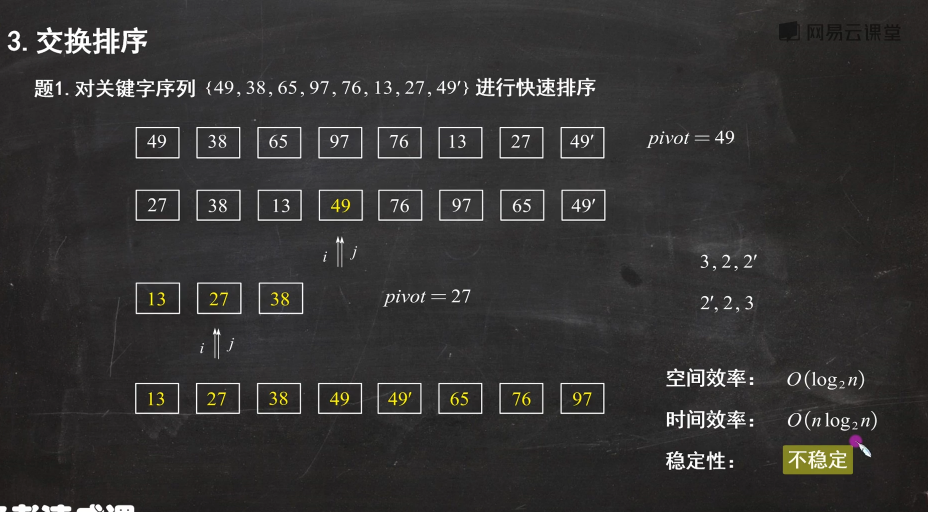 3. 交换排序
网易云课堂
题1. 对关键字序列 {49, 38, 65, 97, 76, 13, 27, 49′} 进行快速排序
49 38 65 97 76 13 27 49′ pivot = 49
27 38 13 49 76 97 65 49′
i j
3, 2, 2′
13 27 38 pivot = 27
2′, 2, 3
i j
空间效率： O(log₂n)
13 27 38 49 49′ 65 76 97
时间效率： O(n log₂n)
稳定性： 不稳定